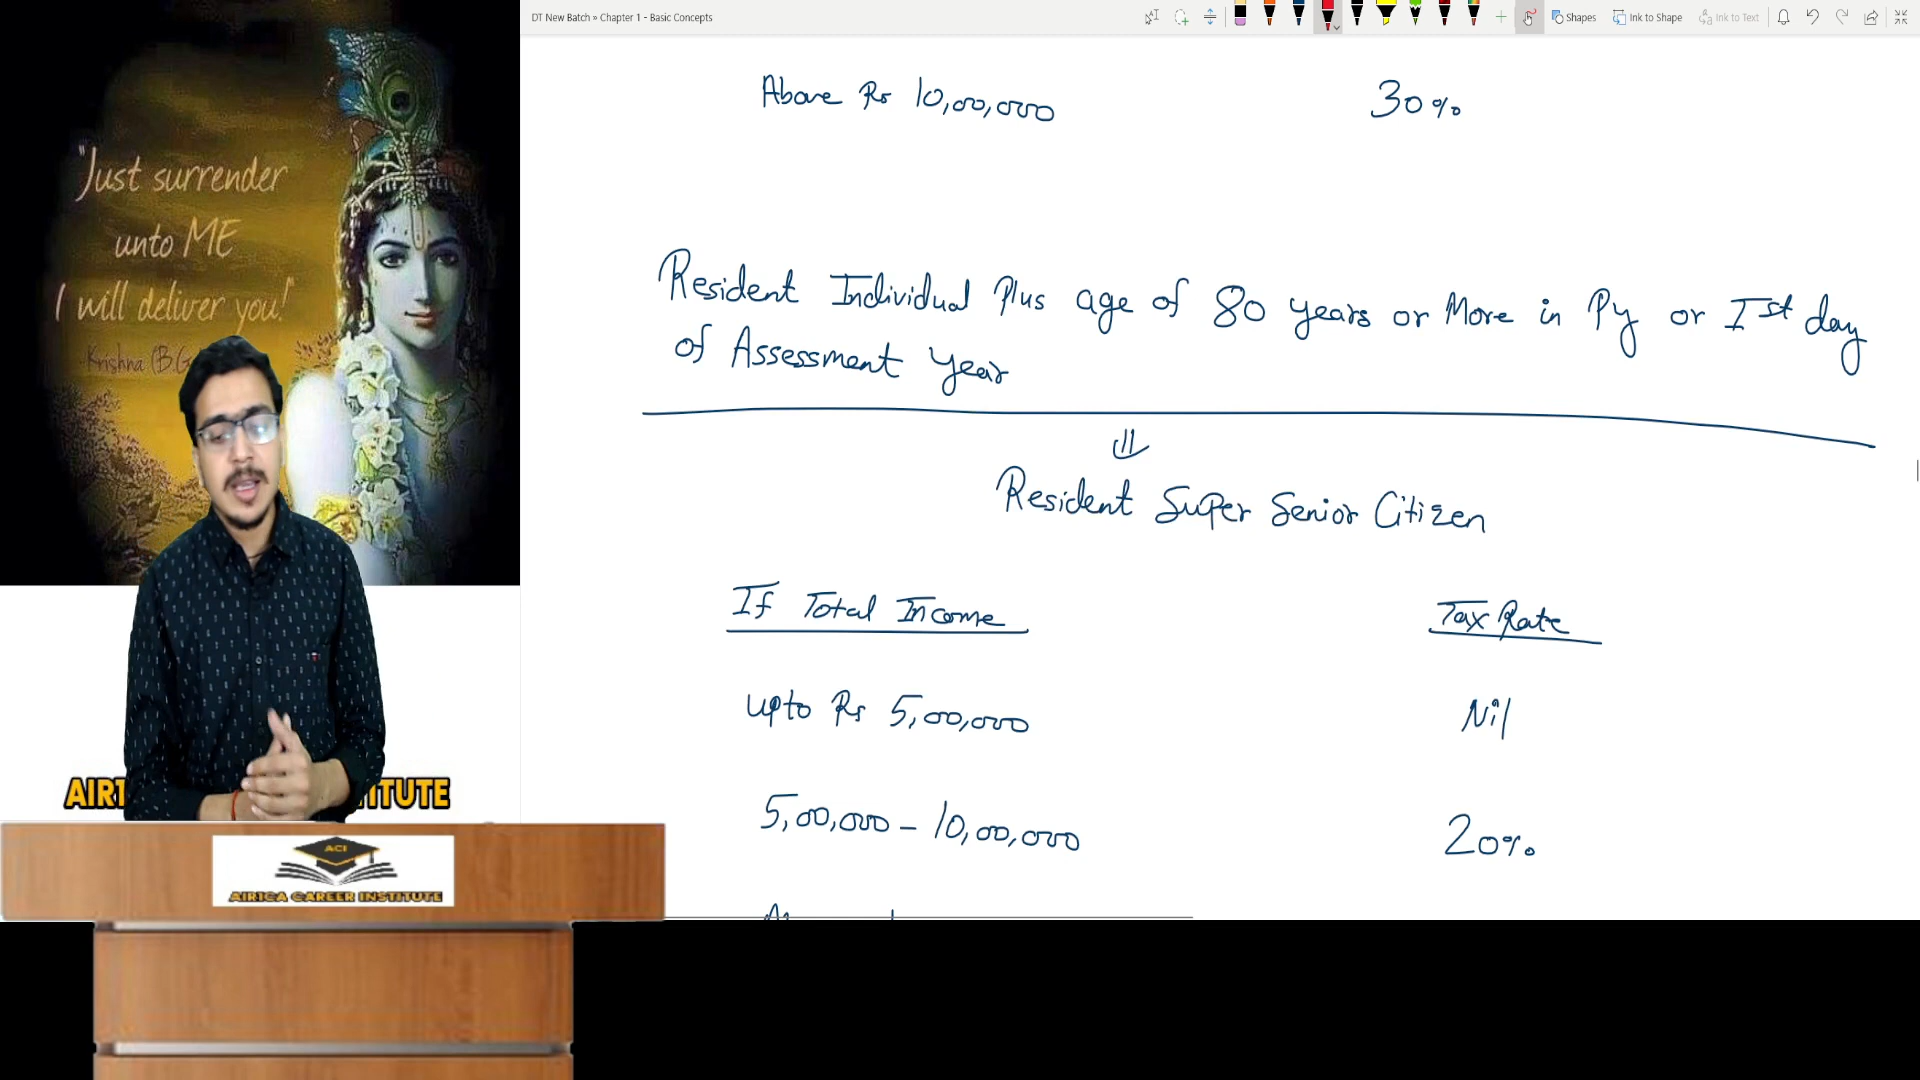 DT New Batch » Chapter 1 - Basic Concepts
Shapes
Ink to Shape
Ink to Text
Above Rs 10,00,000 30%
"Just surrender
unto ME
I will deliver you!"
- Krishna (B.G
Resident Individual Plus age of 80 years or More in Py or Ist day
of Assessment Year
Resident Super Senior Citizen
If Total Income Tax Rate
upto Rs 5,00,000 Nil
5,00,000 - 10,00,000 20%
ITUTE
ACI
AIRICA CAREER INSTITUTE